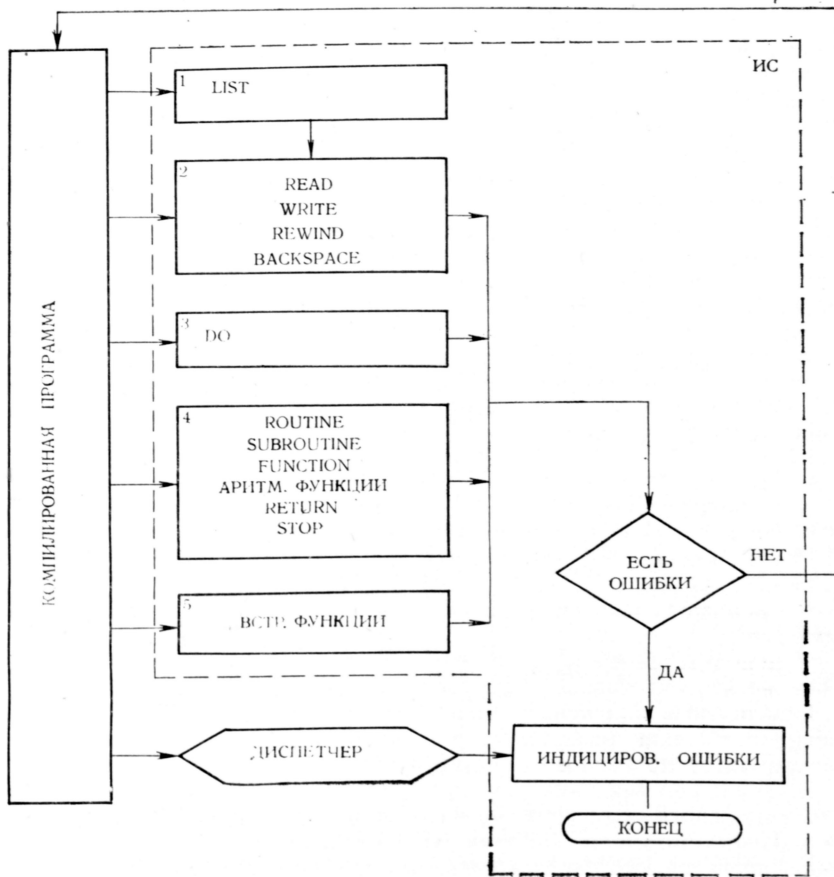 ИС
КОМПИЛИРОВАННАЯ ПРОГРАММА
1 LIST
2
READ
WRITE
REWIND
BACKSPACE
3 DO
4
ROUTINE
SUBROUTINE
FUNCTION
АРИТМ. ФУНКЦИИ
RETURN
STOP
5 ВСТР. ФУНКЦИИ
ЕСТЬ
ОШИБКИ
НЕТ
ДА
ДИСПЕТЧЕР
ИНДИЦИРОВ. ОШИБКИ
КОНЕЦ